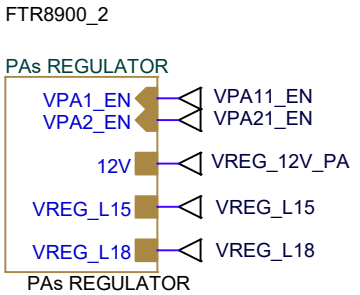 FTR8900_2
PAs REGULATOR
VPA1_EN VPA11_EN
VPA2_EN VPA21_EN
12V VREG_12V_PA
VREG_L15 VREG_L15
VREG_L18 VREG_L18
PAs REGULATOR